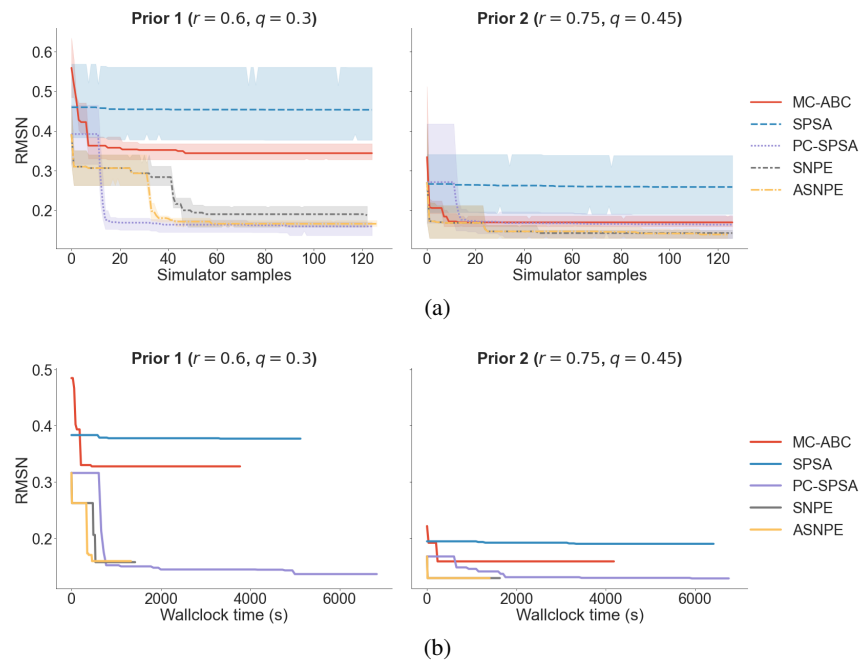 Prior 1 (r = 0.6, q = 0.3)
Prior 2 (r = 0.75, q = 0.45)
RMSN
0.6
0.5
0.4
0.3
0.2
0 20 40 60 80 100 120
0 20 40 60 80 100 120
Simulator samples
Simulator samples
MC-ABC
SPSA
PC-SPSA
SNPE
ASNPE
(a)
Prior 1 (r = 0.6, q = 0.3)
Prior 2 (r = 0.75, q = 0.45)
RMSN
0.5
0.4
0.3
0.2
0 2000 4000 6000
0 2000 4000 6000
Wallclock time (s)
Wallclock time (s)
MC-ABC
SPSA
PC-SPSA
SNPE
ASNPE
(b)